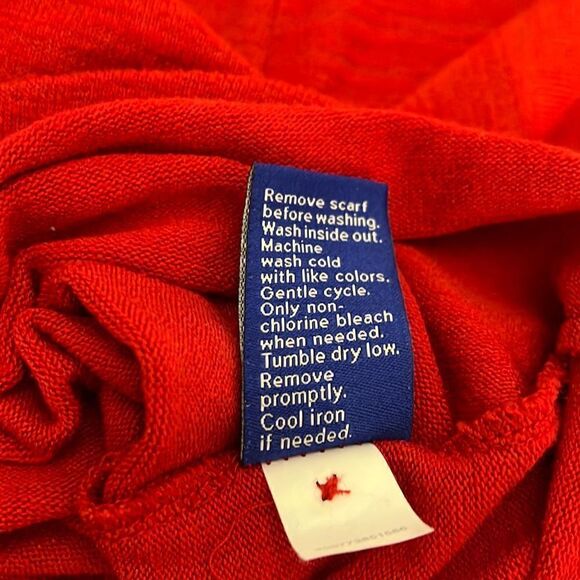 Remove scarf
before washing.
Wash inside out.
Machine
wash cold
with like colors.
Gentle cycle.
Only non-
chlorine bleach
when needed.
Tumble dry low.
Remove
promptly.
Cool iron
if needed.